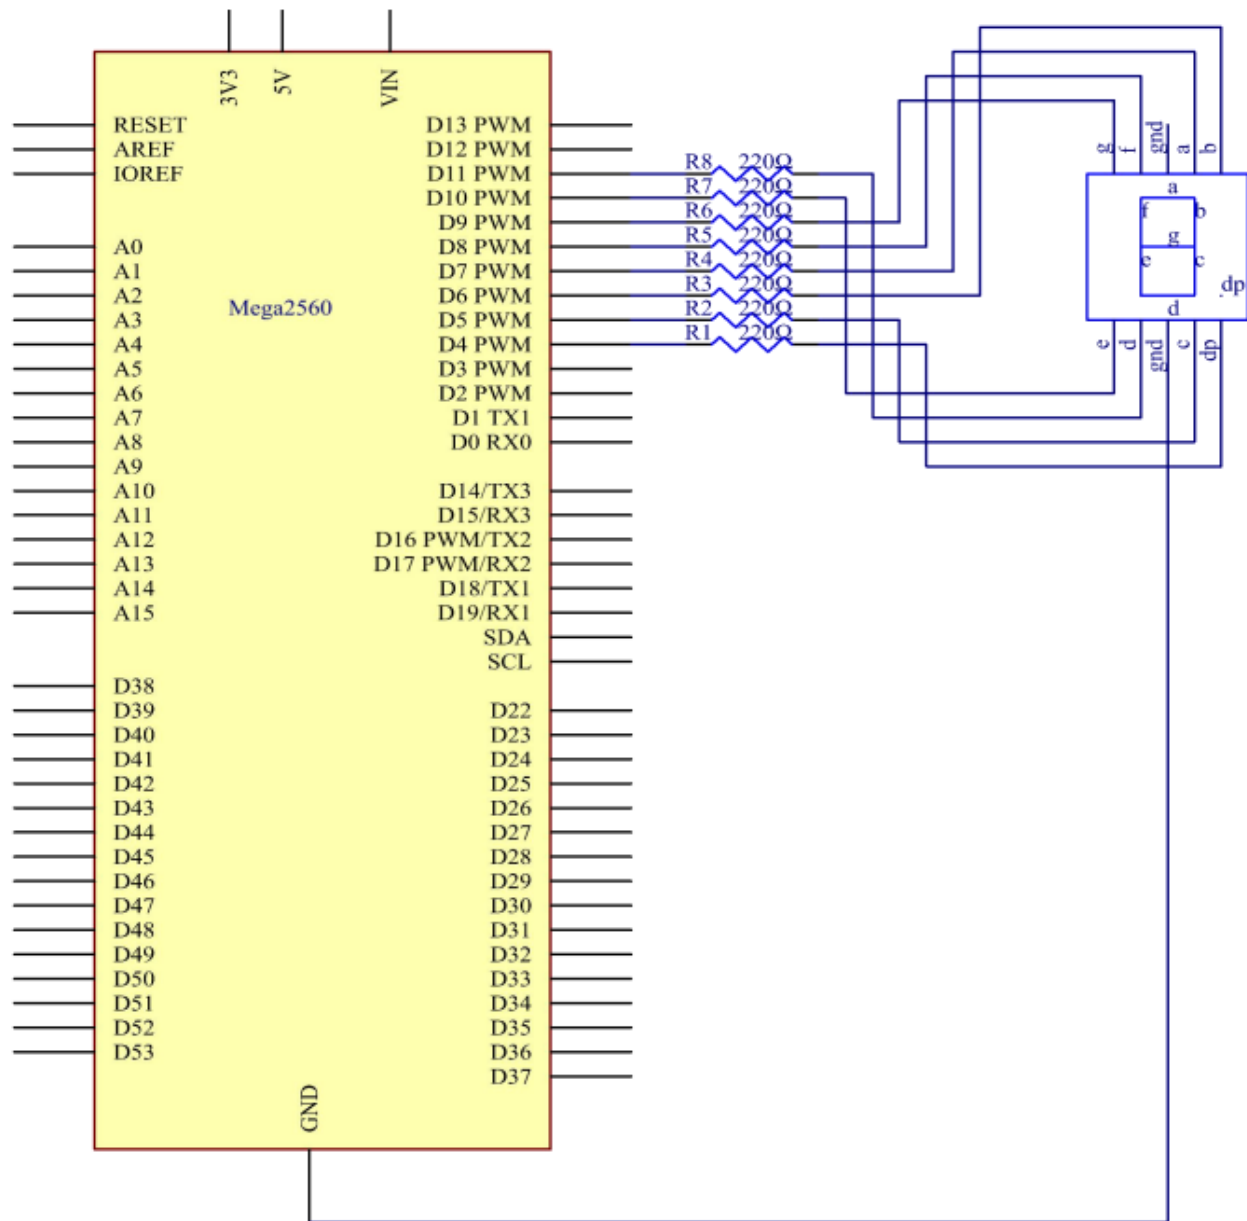 3V3 5V VIN
RESET D13 PWM
AREF D12 PWM
IOREF D11 PWM R8 220Ω
D10 PWM R7 220Ω
D9 PWM R6 220Ω
A0 D8 PWM R5 220Ω
A1 D7 PWM R4 220Ω
A2 D6 PWM R3 220Ω
A3 D5 PWM R2 220Ω
A4 D4 PWM R1 220Ω
Mega2560
A5 D3 PWM
A6 D2 PWM
A7 D1 TX1
A8 D0 RX0
A9
A10 D14/TX3
A11 D15/RX3
A12 D16 PWM/TX2
A13 D17 PWM/RX2
A14 D18/TX1
A15 D19/RX1
SDA
SCL
D38
D39 D22
D40 D23
D41 D24
D42 D25
D43 D26
D44 D27
D45 D28
D46 D29
D47 D30
D48 D31
D49 D32
D50 D33
D51 D34
D52 D35
D53 D36
D37
GND
g f gnd a b
a
f b
g
e c
dp
d
e d gnd c dp